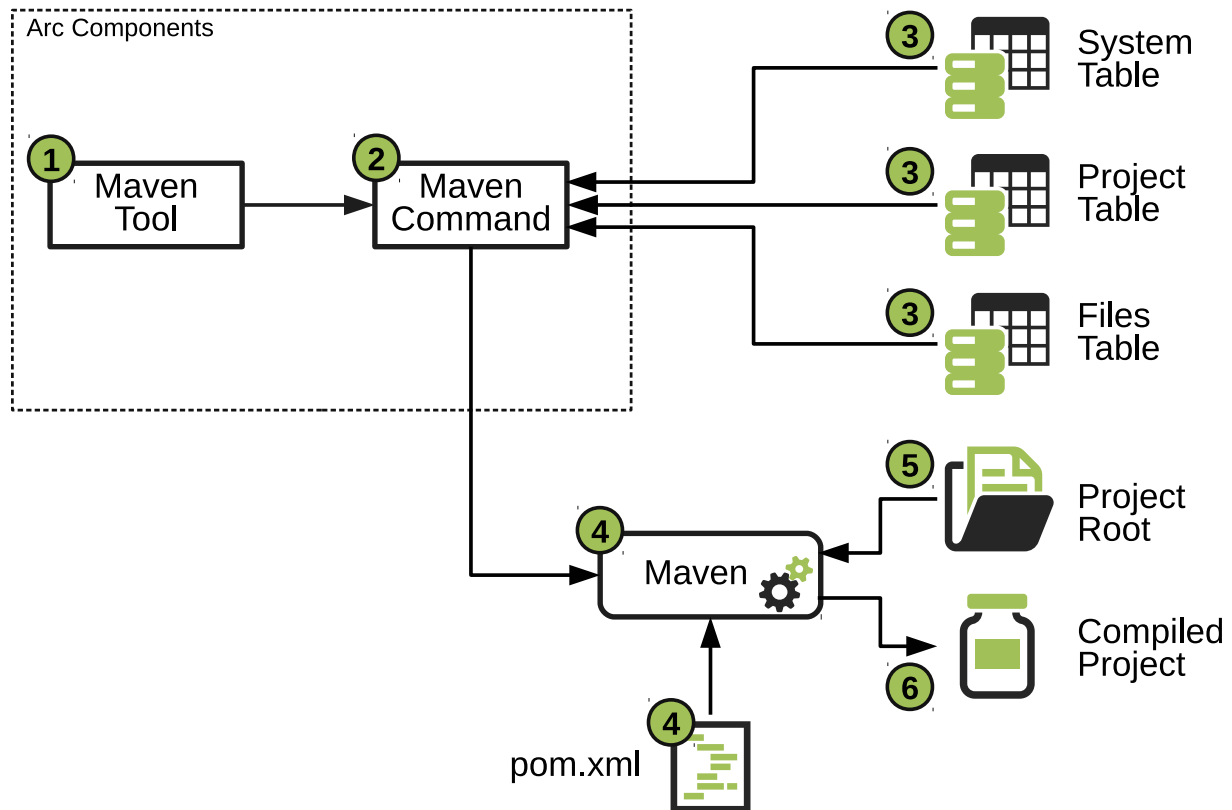 Arc Components
3
System
Table
1
Maven
Tool
2
Maven
Command
3
Project
Table
3
Files
Table
5
Project
Root
4
Maven
6
Compiled
Project
4
pom.xml